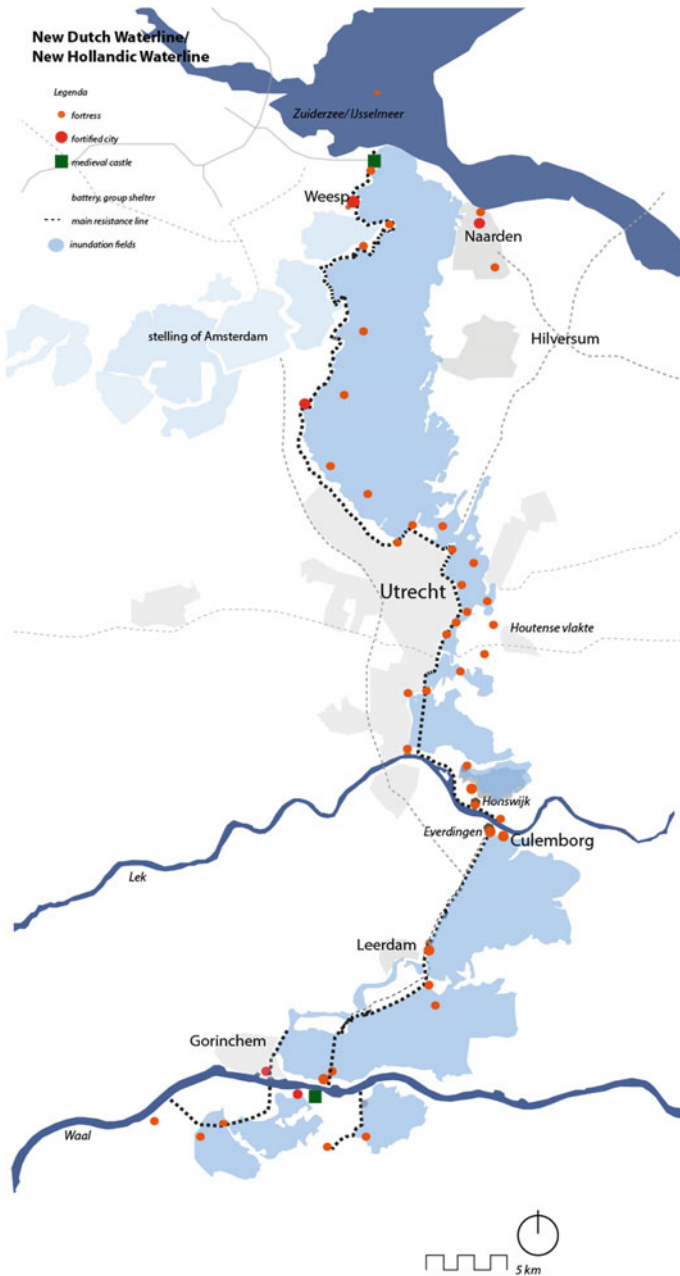 New Dutch Waterline/
New Hollandic Waterline
Legenda
fortress
fortified city
medieval castle
battery, group shelter
main resistance line
inundation fields
Zuiderzee/ IJsselmeer
Weesp
Naarden
stelling of Amsterdam
Hilversum
Utrecht
Houtense vlakte
Honswijk
Everdingen
Culemborg
Lek
Leerdam
Gorinchem
Waal
5 km